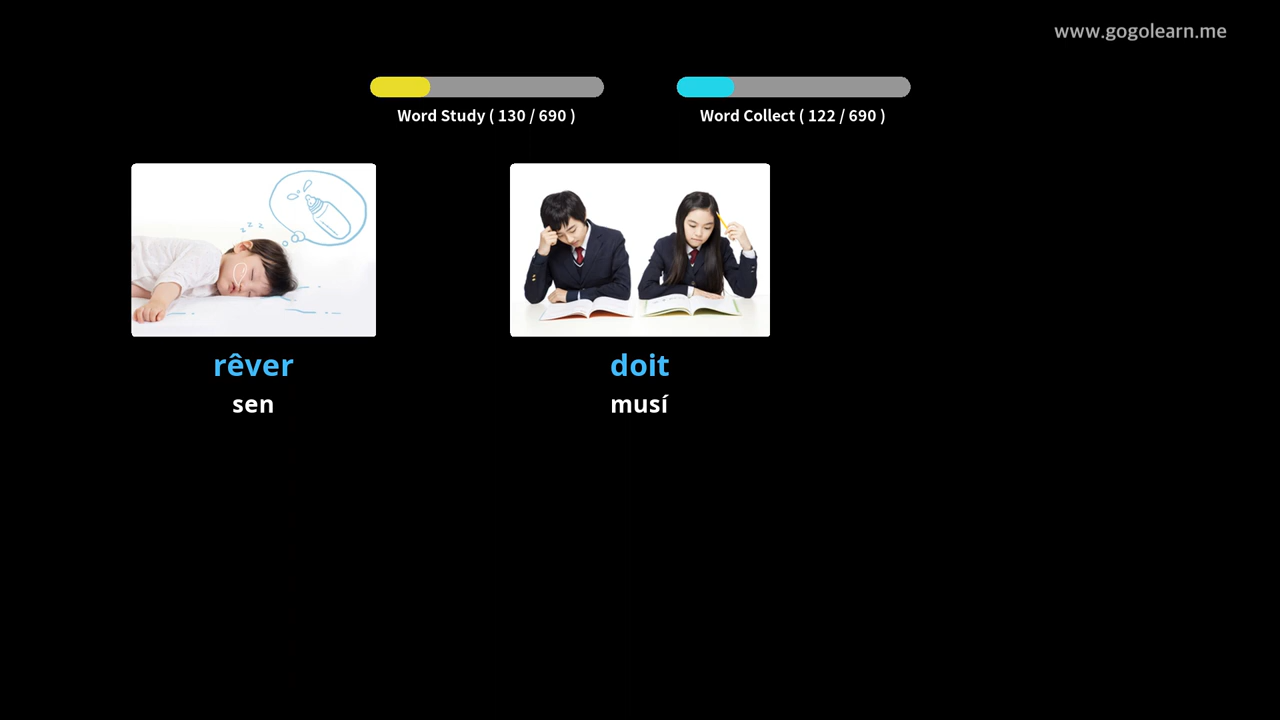 www.gogolearn.me
Word Study ( 130 / 690 )
Word Collect ( 122 / 690 )
z z z
rêver
doit
sen
musí